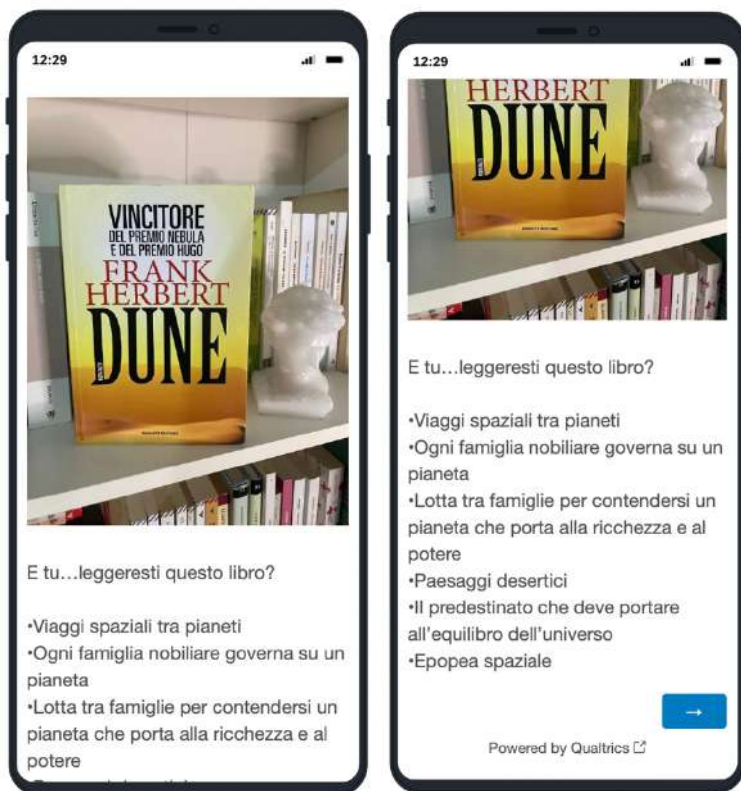 12:29
VINCITORE
DEL PREMIO NEBULA
E DEL PREMIO HUGO
FRANK
HERBERT
DUNE
E tu...leggeresti questo libro?
•Viaggi spaziali tra pianeti
•Ogni famiglia nobiliare governa su un
pianeta
•Lotta tra famiglie per contendersi un
pianeta che porta alla ricchezza e al
potere
12:29
HERBERT
DUNE
E tu...leggeresti questo libro?
•Viaggi spaziali tra pianeti
•Ogni famiglia nobiliare governa su un
pianeta
•Lotta tra famiglie per contendersi un
pianeta che porta alla ricchezza e al
potere
•Paesaggi desertici
•Il predestinato che deve portare
all'equilibro dell'universo
•Epopea spaziale
→
Powered by Qualtrics